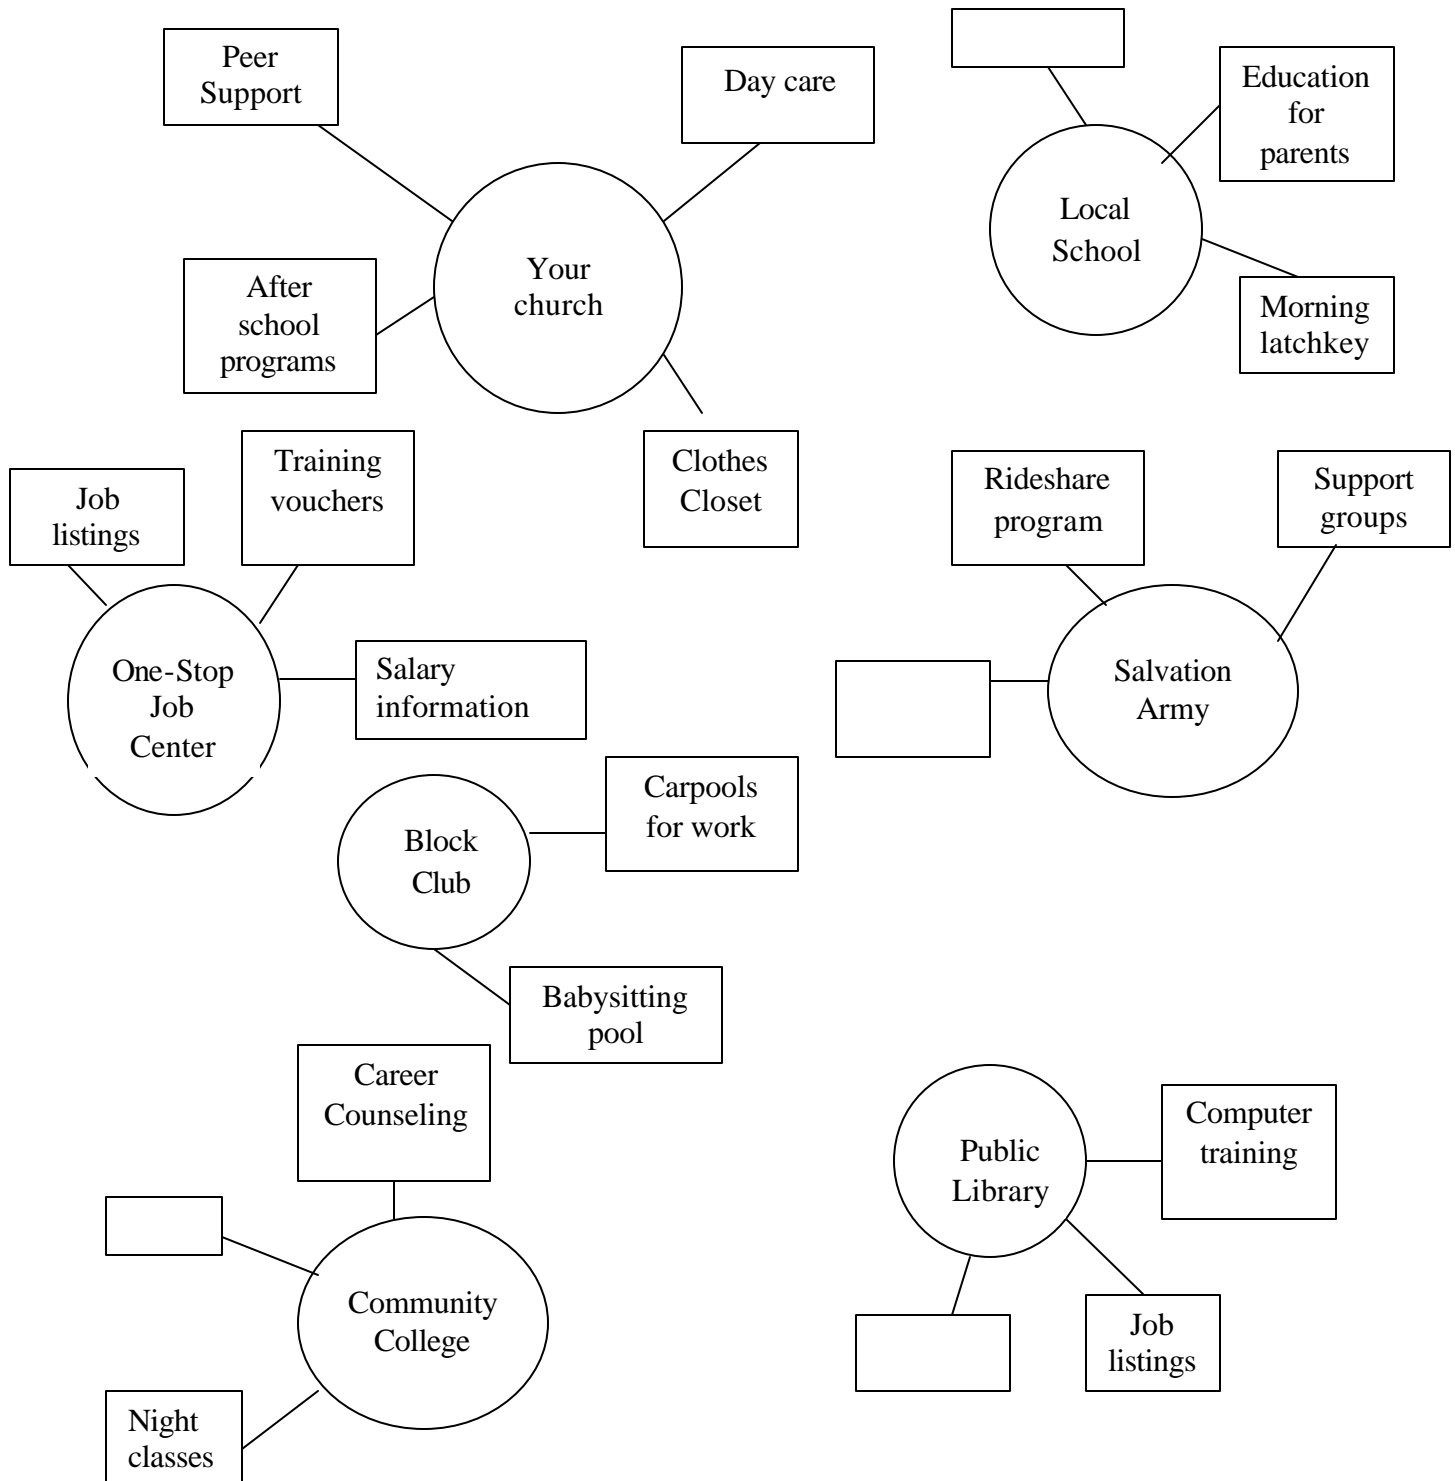 Peer
Support
Day care
Education
for
parents
Local
School
Your
church
After
school
programs
Morning
latchkey
Clothes
Closet
Training
vouchers
Job
listings
Rideshare
program
Support
groups
One-Stop
Job
Center
Salary
information
Salvation
Army
Carpools
for work
Block
Club
Babysitting
pool
Career
Counseling
Computer
training
Public
Library
Community
College
Job
listings
Night
classes